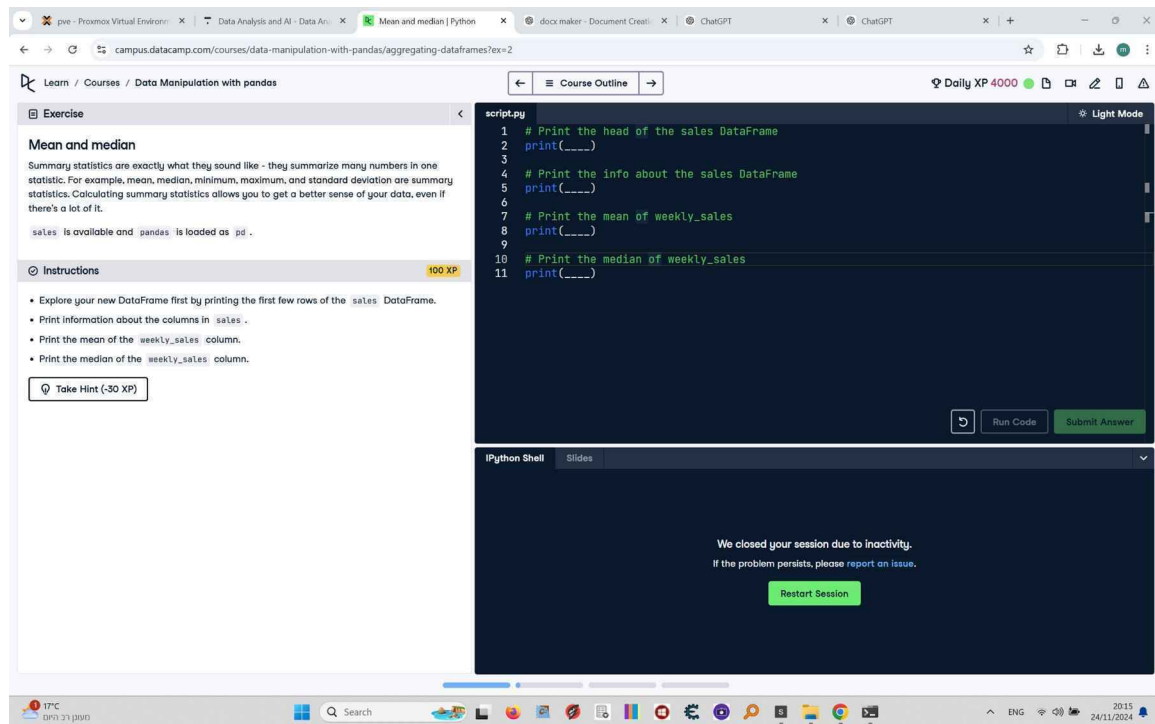 pve - Proxmox Virtual Environm
Data Analysis and AI - Data An
Mean and median | Python
docx maker - Document Creati
ChatGPT
ChatGPT
campus.datacamp.com/courses/data-manipulation-with-pandas/aggregating-dataframes?ex=2
m
Learn / Courses / Data Manipulation with pandas
Course Outline
Daily XP 4000
Exercise
Mean and median
Summary statistics are exactly what they sound like - they summarize many numbers in one
statistic. For example, mean, median, minimum, maximum, and standard deviation are summary
statistics. Calculating summary statistics allows you to get a better sense of your data, even if
there's a lot of it.
sales is available and pandas is loaded as pd .
Instructions
100 XP
• Explore your new DataFrame first by printing the first few rows of the sales DataFrame.
• Print information about the columns in sales .
• Print the mean of the weekly_sales column.
• Print the median of the weekly_sales column.
Take Hint (-30 XP)
script.py
Light Mode
1 # Print the head of the sales DataFrame
2 print(____)
3
4 # Print the info about the sales DataFrame
5 print(____)
6
7 # Print the mean of weekly_sales
8 print(____)
9
10 # Print the median of weekly_sales
11 print(____)
Run Code
Submit Answer
IPython Shell
Slides
We closed your session due to inactivity.
If the problem persists, please report an issue.
Restart Session
1
17°C
מעונן רב היום
Search
ENG
20:15
24/11/2024